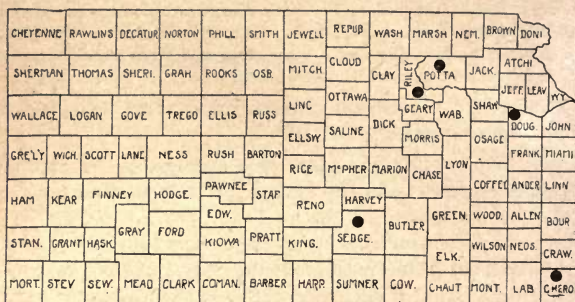 CHEYENNE RAWLINS DECATUR NORTON PHILL SMITH JEWELL REPUB WASH MARSH NEM. BROWN DONI
SHERMAN THOMAS SHERI. GRAH. ROOKS OSB. MITCH. CLOUD CLAY RILEY POTTA JACK. ATCHI
JEFF. LEAV WY.
WALLACE LOGAN GOVE TREGO ELLIS RUSS LINC OTTAWA GEARY WAB. SHAW DOUG. JOHN
ELLSW. SALINE DICK MORRIS OSAGE
GRE'LY WICH. SCOTT LANE NESS RUSH BARTON RICE McPHER MARION CHASE LYON FRANK. MIAMI
COFFEE ANDER LINN
HAM KEAR FINNEY HODGE. PAWNEE STAF RENO HARVEY
EDW. BUTLER GREEN. WOOD. ALLEN BOUR
STAN. GRANT HASK. GRAY FORD KIOWA PRATT KING. SEDGE. ELK. WILSON NEOS. CRAW.
MORT. STEV SEW. MEAD CLARK COMAN. BARBER HARP. SUMNER COW. CHAUT MONT. LAB. CHERO